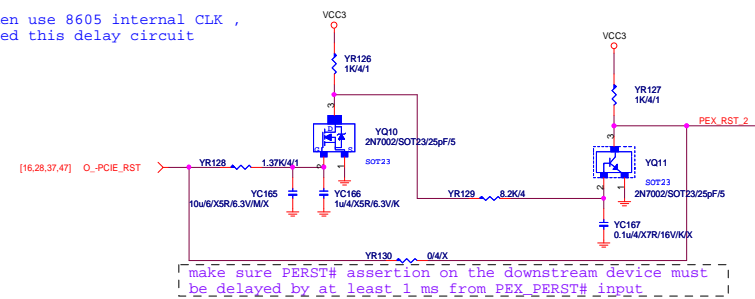 en use 8605 internal CLK ,
ed this delay circuit
VCC3
VCC3
YR126
1K/4/1
YR127
1K/4/1
PEX_RST_2
3
3
D
G
S
YQ10
2N7002/SOT23/25pF/5
SOT23
YQ11
SOT23
2N7002/SOT23/25pF/5
[16,28,37,47] O_-PCIE_RST
YR128
1.37K/4/1
2
1
2
1
YC165
10u/6/X5R/6.3V/M/X
YC166
1u/4/X5R/6.3V/K
YR129
8.2K/4
YC167
0.1u/4/X7R/16V/K/X
YR130
0/4/X
make sure PERST# assertion on the downstream device must
be delayed by at least 1 ms from PEX_PERST# input